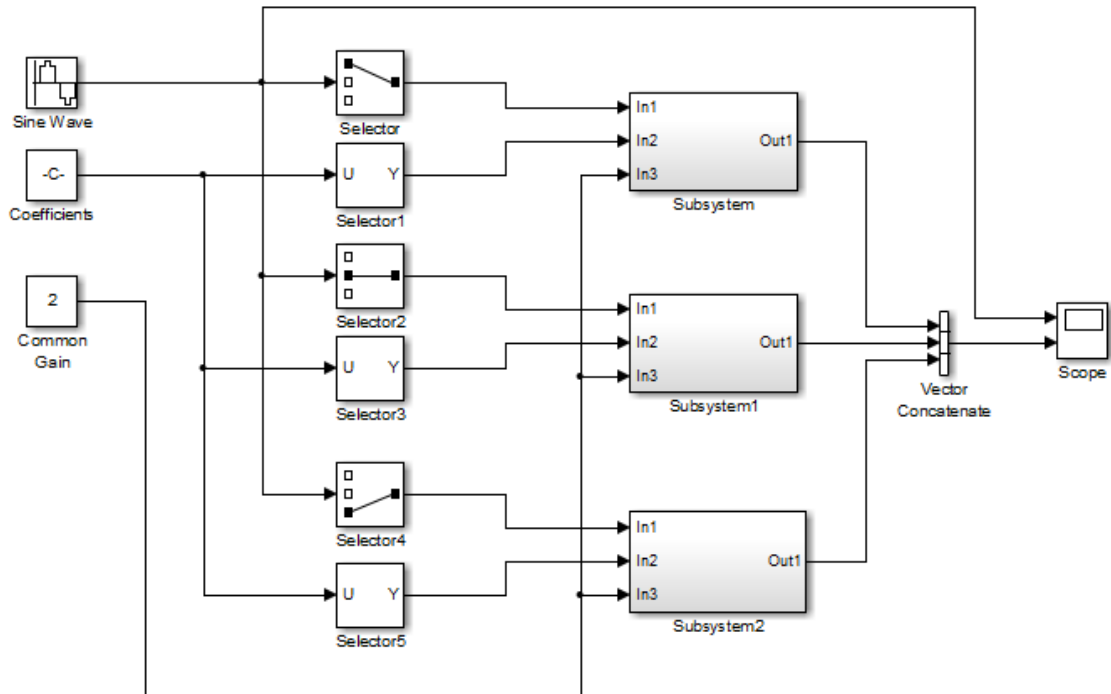 Sine Wave
-C-
Coefficients
2
Common
Gain
Selector
U Y
Selector1
Selector2
U Y
Selector3
Selector4
U Y
Selector5
In1
In2
In3
Out1
Subsystem
In1
In2
In3
Out1
Subsystem1
In1
In2
In3
Out1
Subsystem2
Vector
Concatenate
Scope